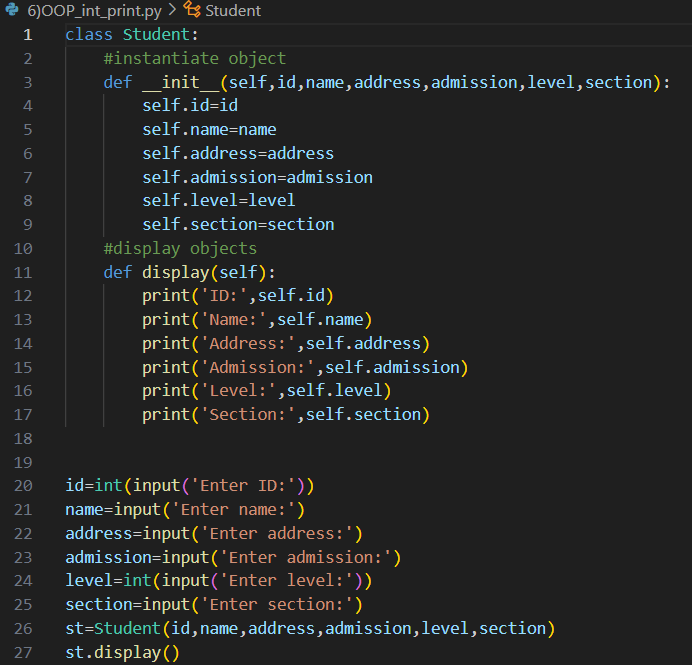 6)OOP_int_print.py > Student
1 class Student:
2     #instantiate object
3     def __init__(self,id,name,address,admission,level,section):
4         self.id=id
5         self.name=name
6         self.address=address
7         self.admission=admission
8         self.level=level
9         self.section=section
10     #display objects
11     def display(self):
12         print('ID:',self.id)
13         print('Name:',self.name)
14         print('Address:',self.address)
15         print('Admission:',self.admission)
16         print('Level:',self.level)
17         print('Section:',self.section)
18
19
20 id=int(input('Enter ID:'))
21 name=input('Enter name:')
22 address=input('Enter address:')
23 admission=input('Enter admission:')
24 level=int(input('Enter level:'))
25 section=input('Enter section:')
26 st=Student(id,name,address,admission,level,section)
27 st.display()